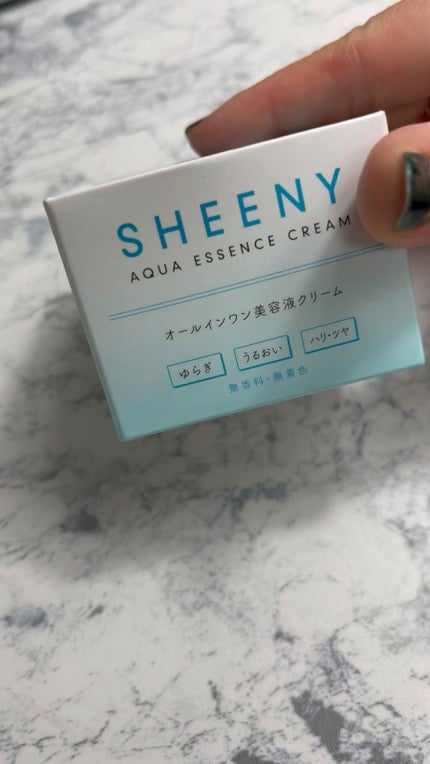 SHEENY
AQUA ESSENCE CREAM
オールインワン美容液クリーム
ゆらぎ うるおい ハリ・ツヤ
無香料・無着色